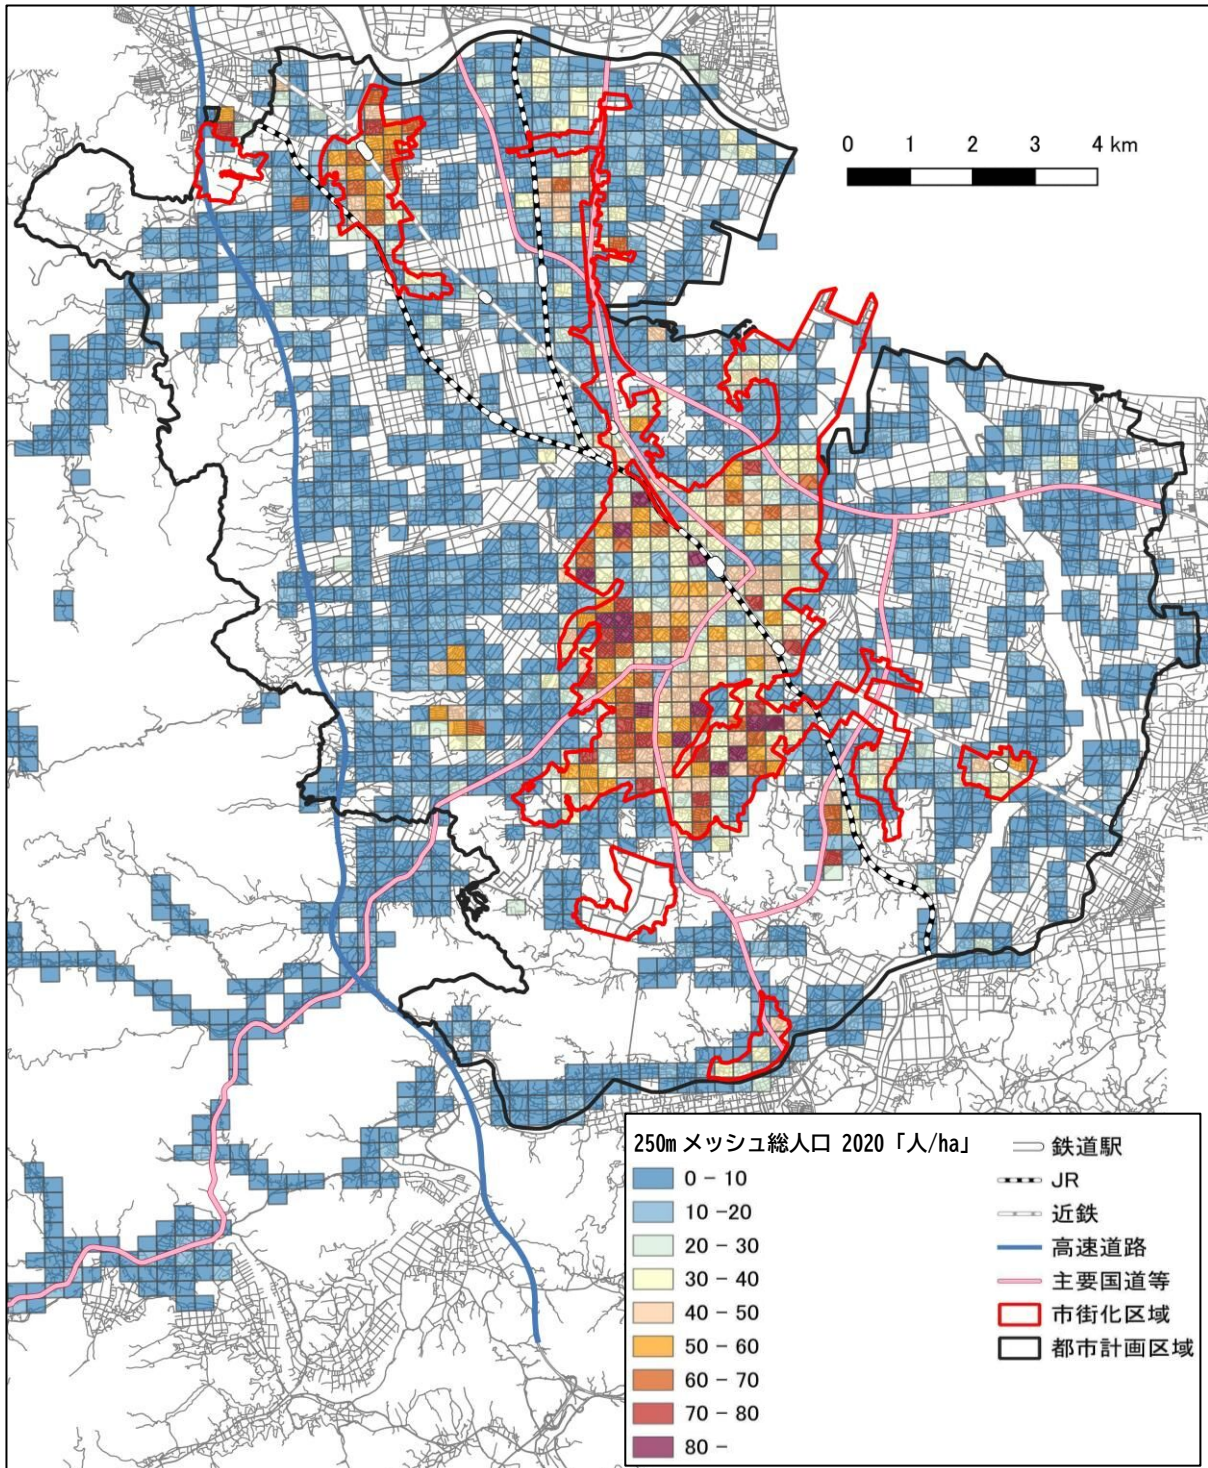 0 1 2 3 4 km
250m メッシュ総人口 2020「人/ha」
0 - 10
10 -20
20 - 30
30 - 40
40 - 50
50 - 60
60 - 70
70 - 80
80 -
鉄道駅
JR
近鉄
高速道路
主要国道等
市街化区域
都市計画区域